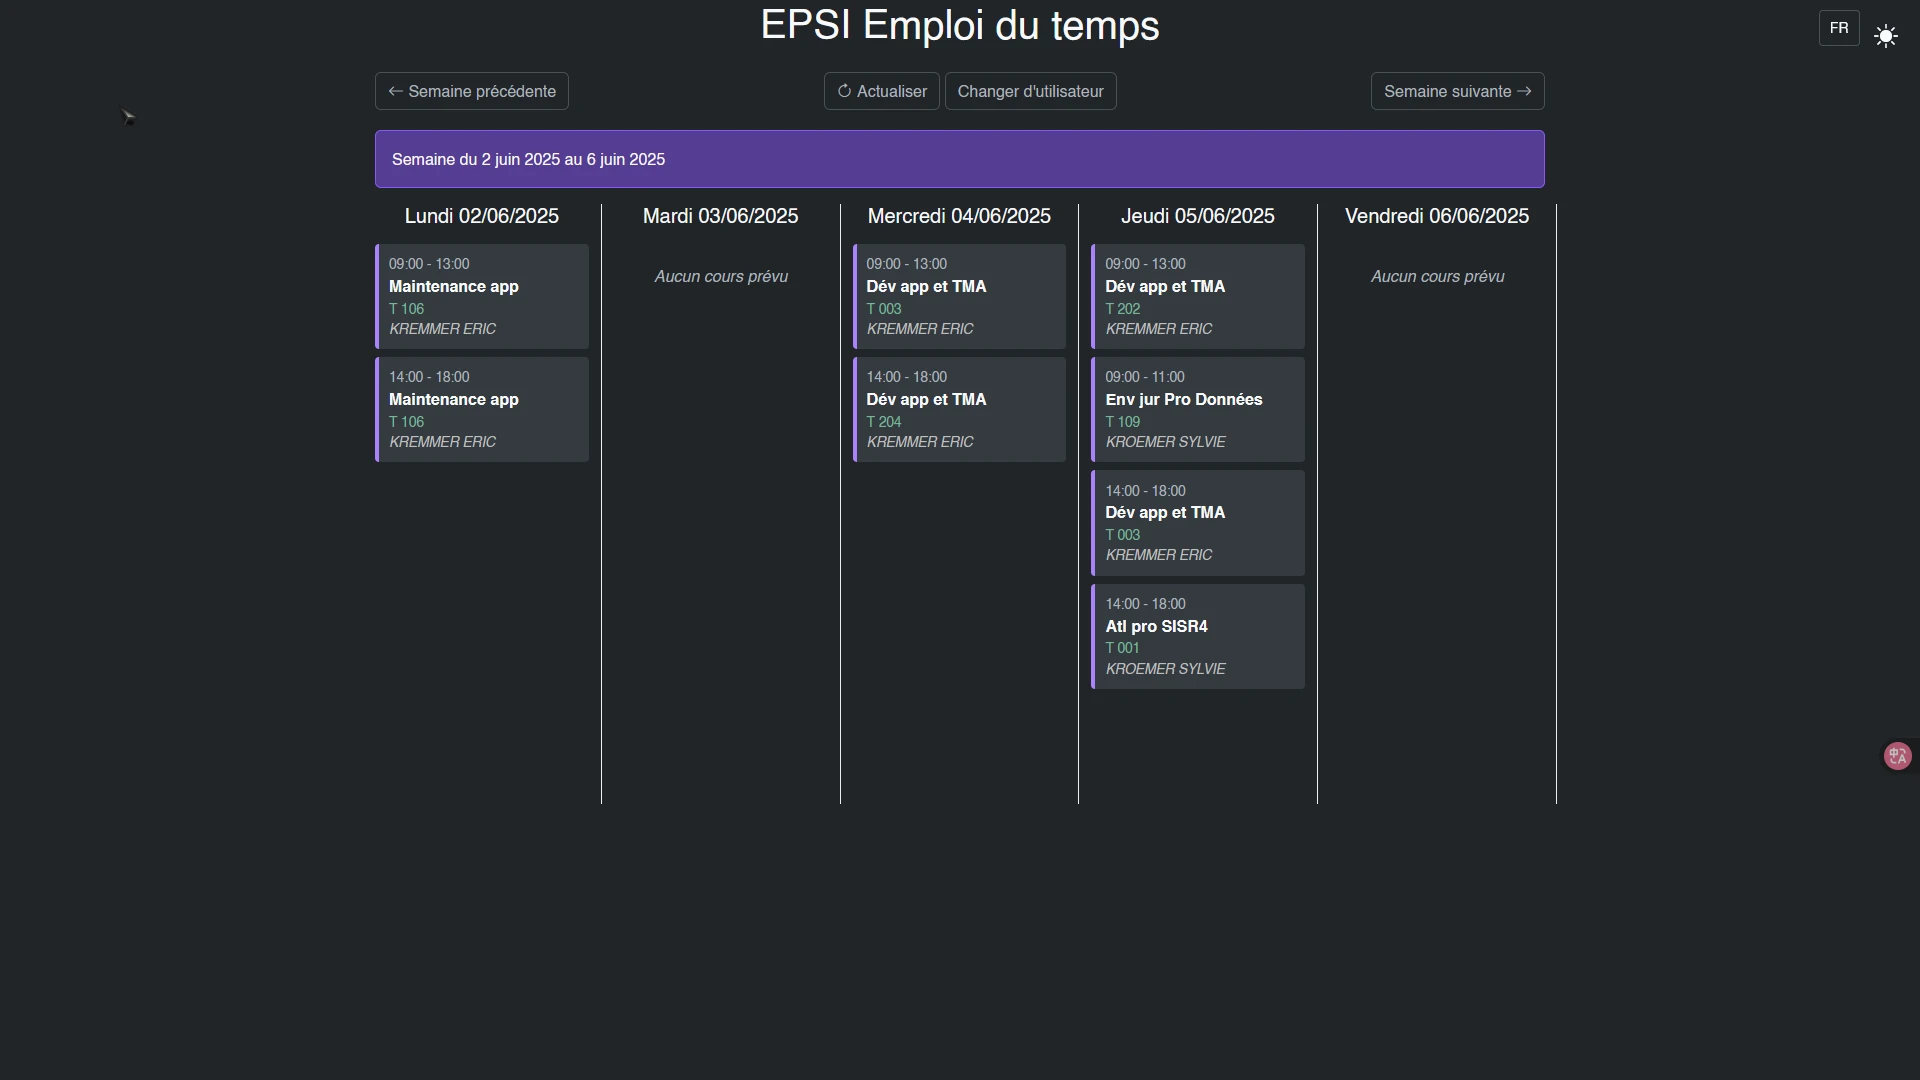 EPSI Emploi du temps
FR
← Semaine précédente
Actualiser
Changer d'utilisateur
Semaine suivante →
Semaine du 2 juin 2025 au 6 juin 2025
Lundi 02/06/2025
09:00 - 13:00
Maintenance app
T 106
KREMMER ERIC
14:00 - 18:00
Maintenance app
T 106
KREMMER ERIC
Mardi 03/06/2025
Aucun cours prévu
Mercredi 04/06/2025
09:00 - 13:00
Dév app et TMA
T 003
KREMMER ERIC
14:00 - 18:00
Dév app et TMA
T 204
KREMMER ERIC
Jeudi 05/06/2025
09:00 - 13:00
Dév app et TMA
T 202
KREMMER ERIC
09:00 - 11:00
Env jur Pro Données
T 109
KROEMER SYLVIE
14:00 - 18:00
Dév app et TMA
T 003
KREMMER ERIC
14:00 - 18:00
Atl pro SISR4
T 001
KROEMER SYLVIE
Vendredi 06/06/2025
Aucun cours prévu
中A